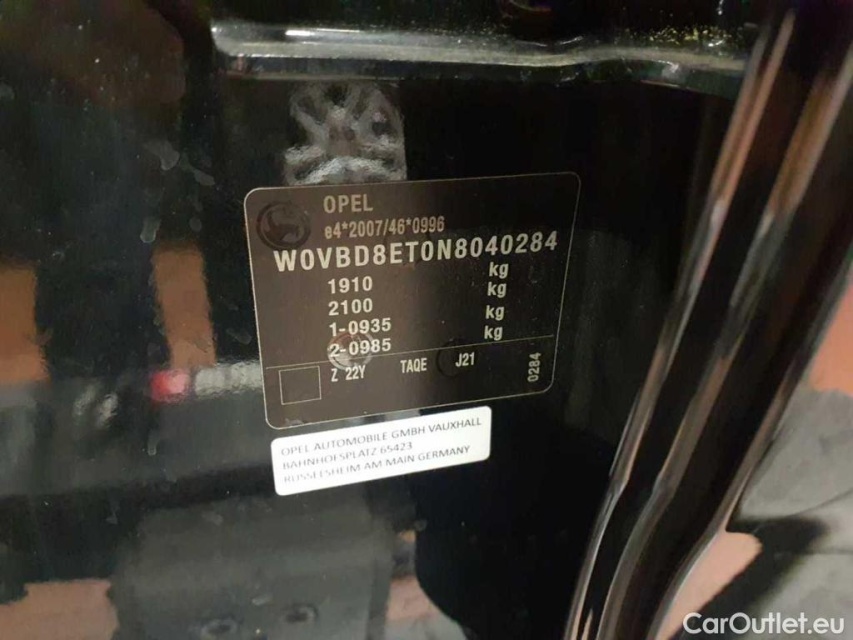 OPEL
e4*2007/46*0996
W0VBD8ET0N8040284
1910 kg
2100 kg
1-0935 kg
2-0985 kg
Z 22Y TAQE J21 0284
OPEL AUTOMOBILE GMBH VAUXHALL
BAHNHOFSPLATZ 65423
RUSSELSHEIM AM MAIN GERMANY
CarOutlet.eu